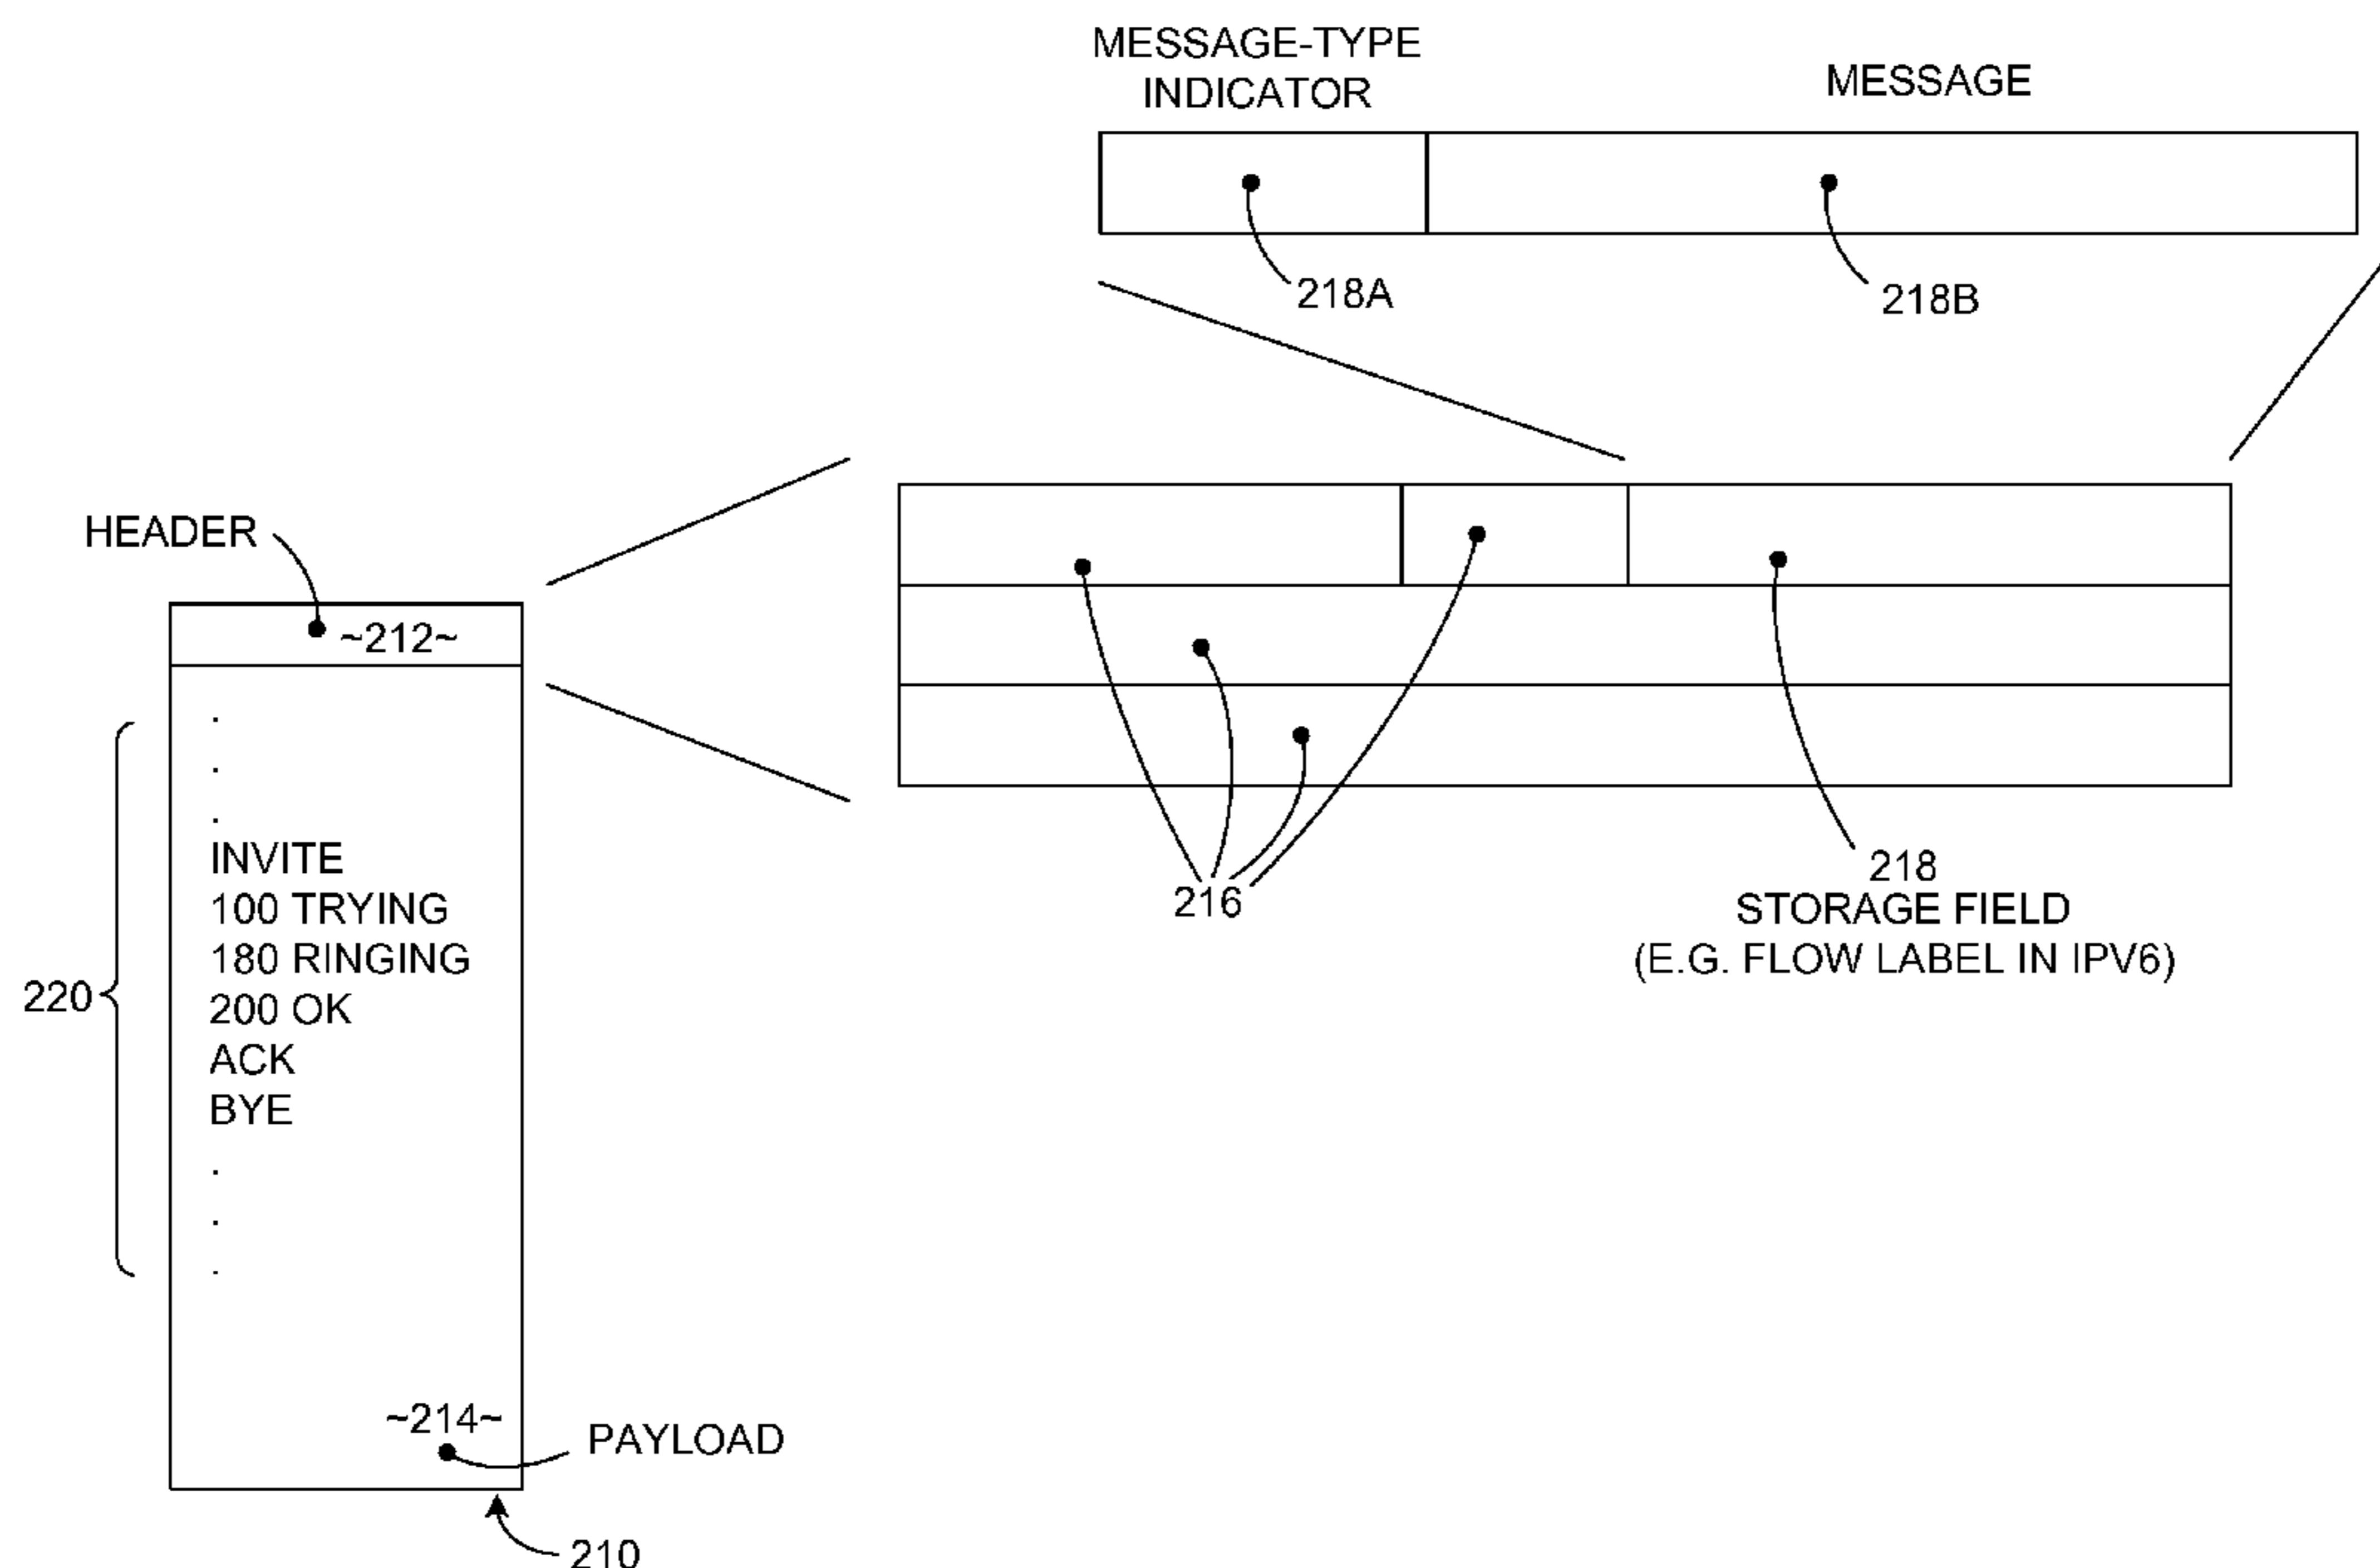 MESSAGE-TYPE
INDICATOR
MESSAGE
218A
218B
HEADER
~212~
INVITE
100 TRYING
180 RINGING
200 OK
ACK
BYE
220
216
218
STORAGE FIELD
(E.G. FLOW LABEL IN IPV6)
~214~
PAYLOAD
210